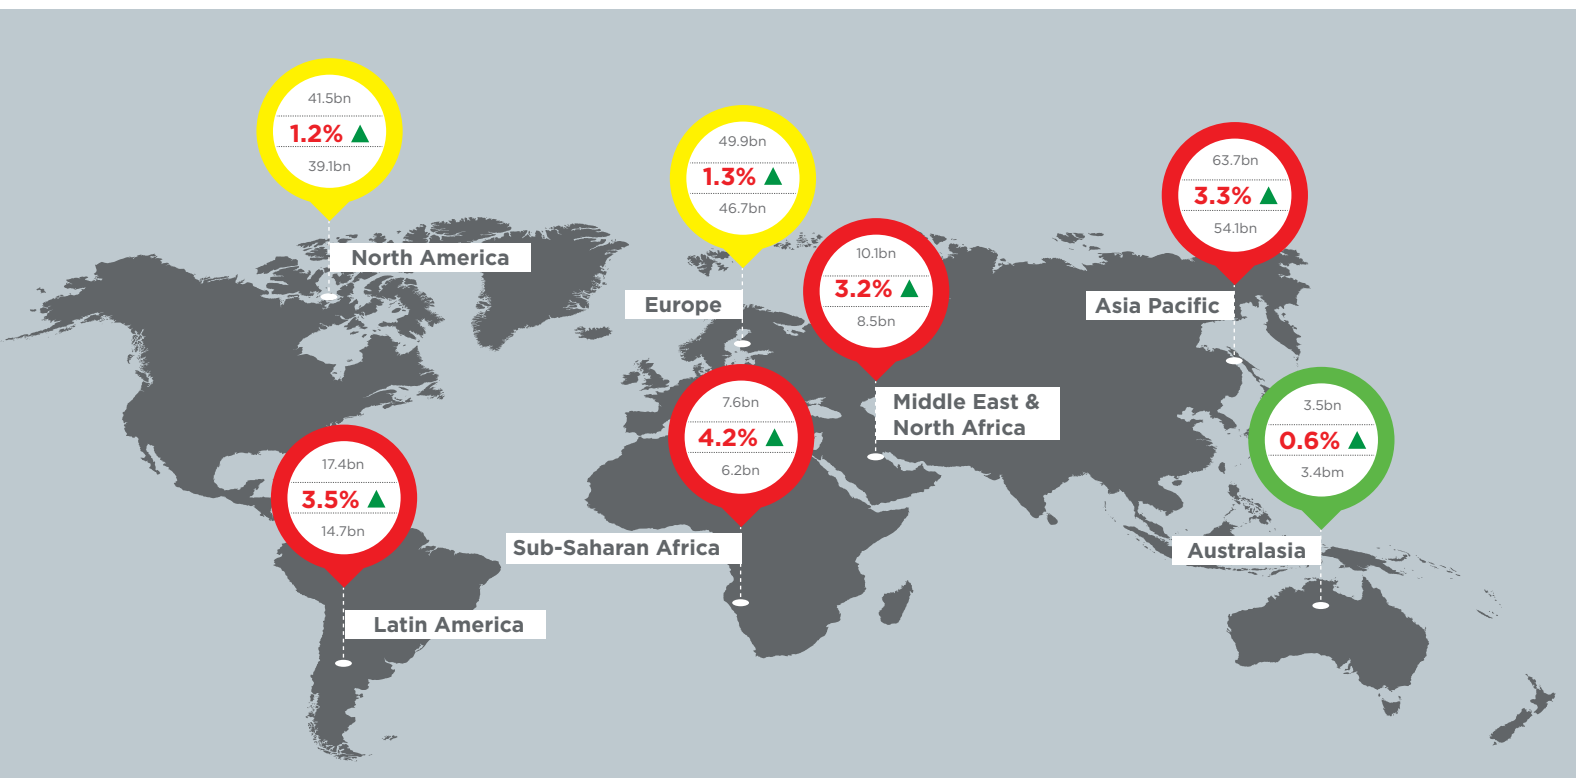 41.5bn
1.2%
39.1bn
North America
49.9bn
1.3%
46.7bn
Europe
63.7bn
3.3%
54.1bn
Asia Pacific
10.1bn
3.2%
8.5bn
Middle East &
North Africa
7.6bn
4.2%
6.2bn
Sub-Saharan Africa
3.5bn
0.6%
3.4bm
Australasia
17.4bn
3.5%
14.7bn
Latin America